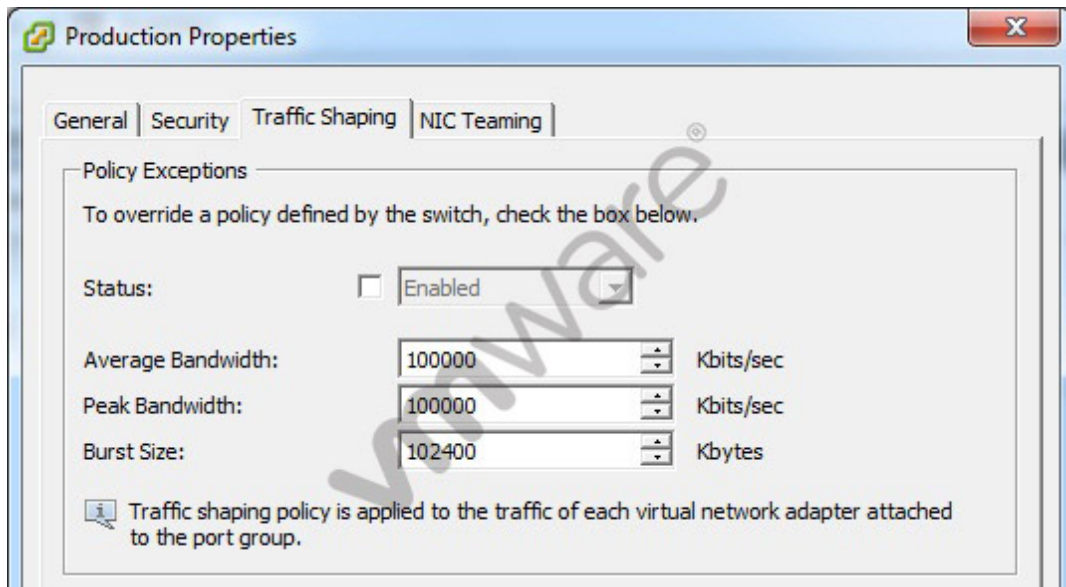 Production Properties
General Security Traffic Shaping NIC Teaming
Policy Exceptions
To override a policy defined by the switch, check the box below.
Status: Enabled
Average Bandwidth: 100000 Kbits/sec
Peak Bandwidth: 100000 Kbits/sec
Burst Size: 102400 Kbytes
Traffic shaping policy is applied to the traffic of each virtual network adapter attached
to the port group.
vmware®